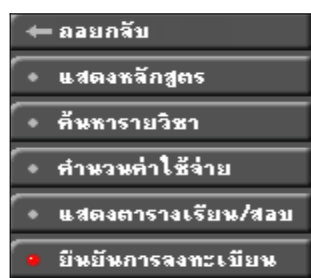 ถอยกลับ
แสดงหลักสูตร
ค้นหารายวิชา
คำนวนค่าใช้จ่าย
แสดงตารางเรียน/สอบ
ยืนยันการลงทะเบียน